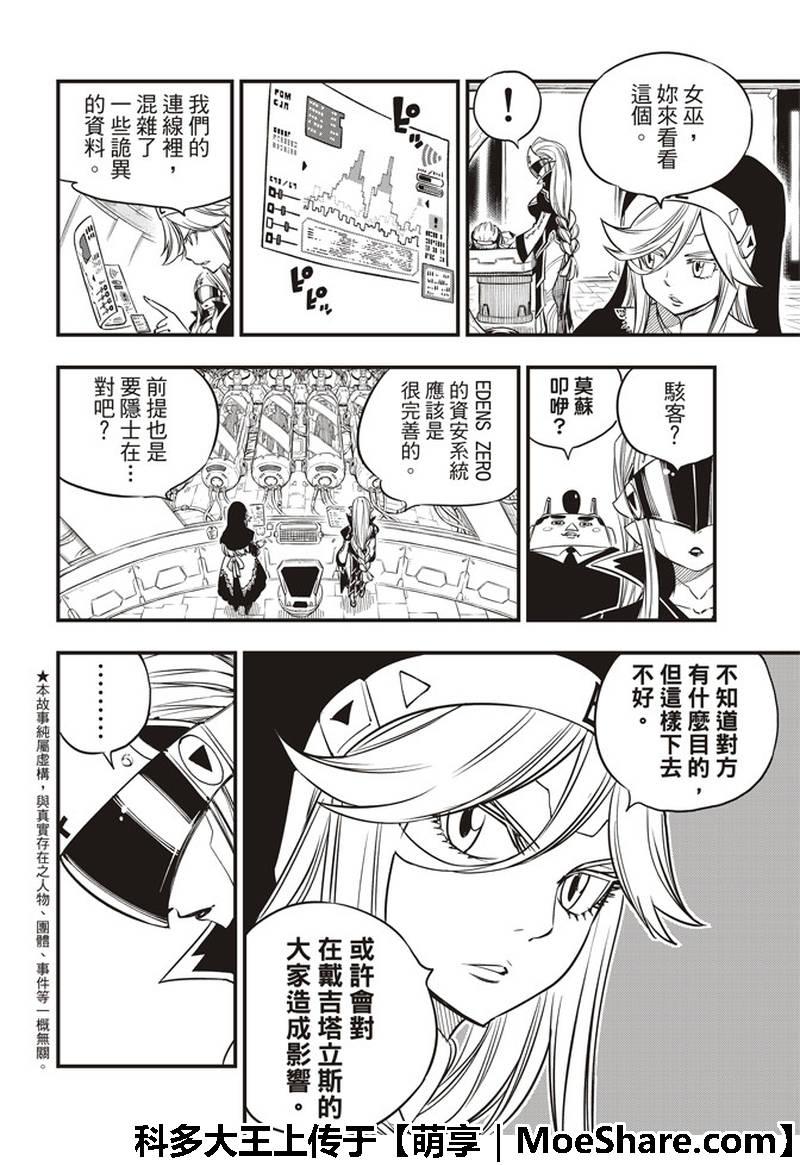 女巫，
妳來看看
這個。
！
ピピッ
ピピッ
我們的
連線裡，
混雜了
一些詭異
的資料。
駭客？
莫蘇
叩咿？
EDENS ZERO
的資安系統
應該是
很完善的。
前提也是
要隱士在…
對吧？
不知道對方
有什麼目的，
但這樣下去
不好。
或許會對
在戴吉塔立斯的
大家造成影響。
………
★本故事純屬虛構，與真實存在之人物、團體、事件等一概無關。
科多大王上传于【萌享 | MoeShare.com】